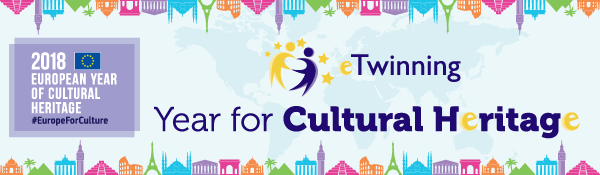 2018
EUROPEAN YEAR
OF CULTURAL
HERITAGE
#EuropeForCulture
eTwinning
Year for Cultural Heritage